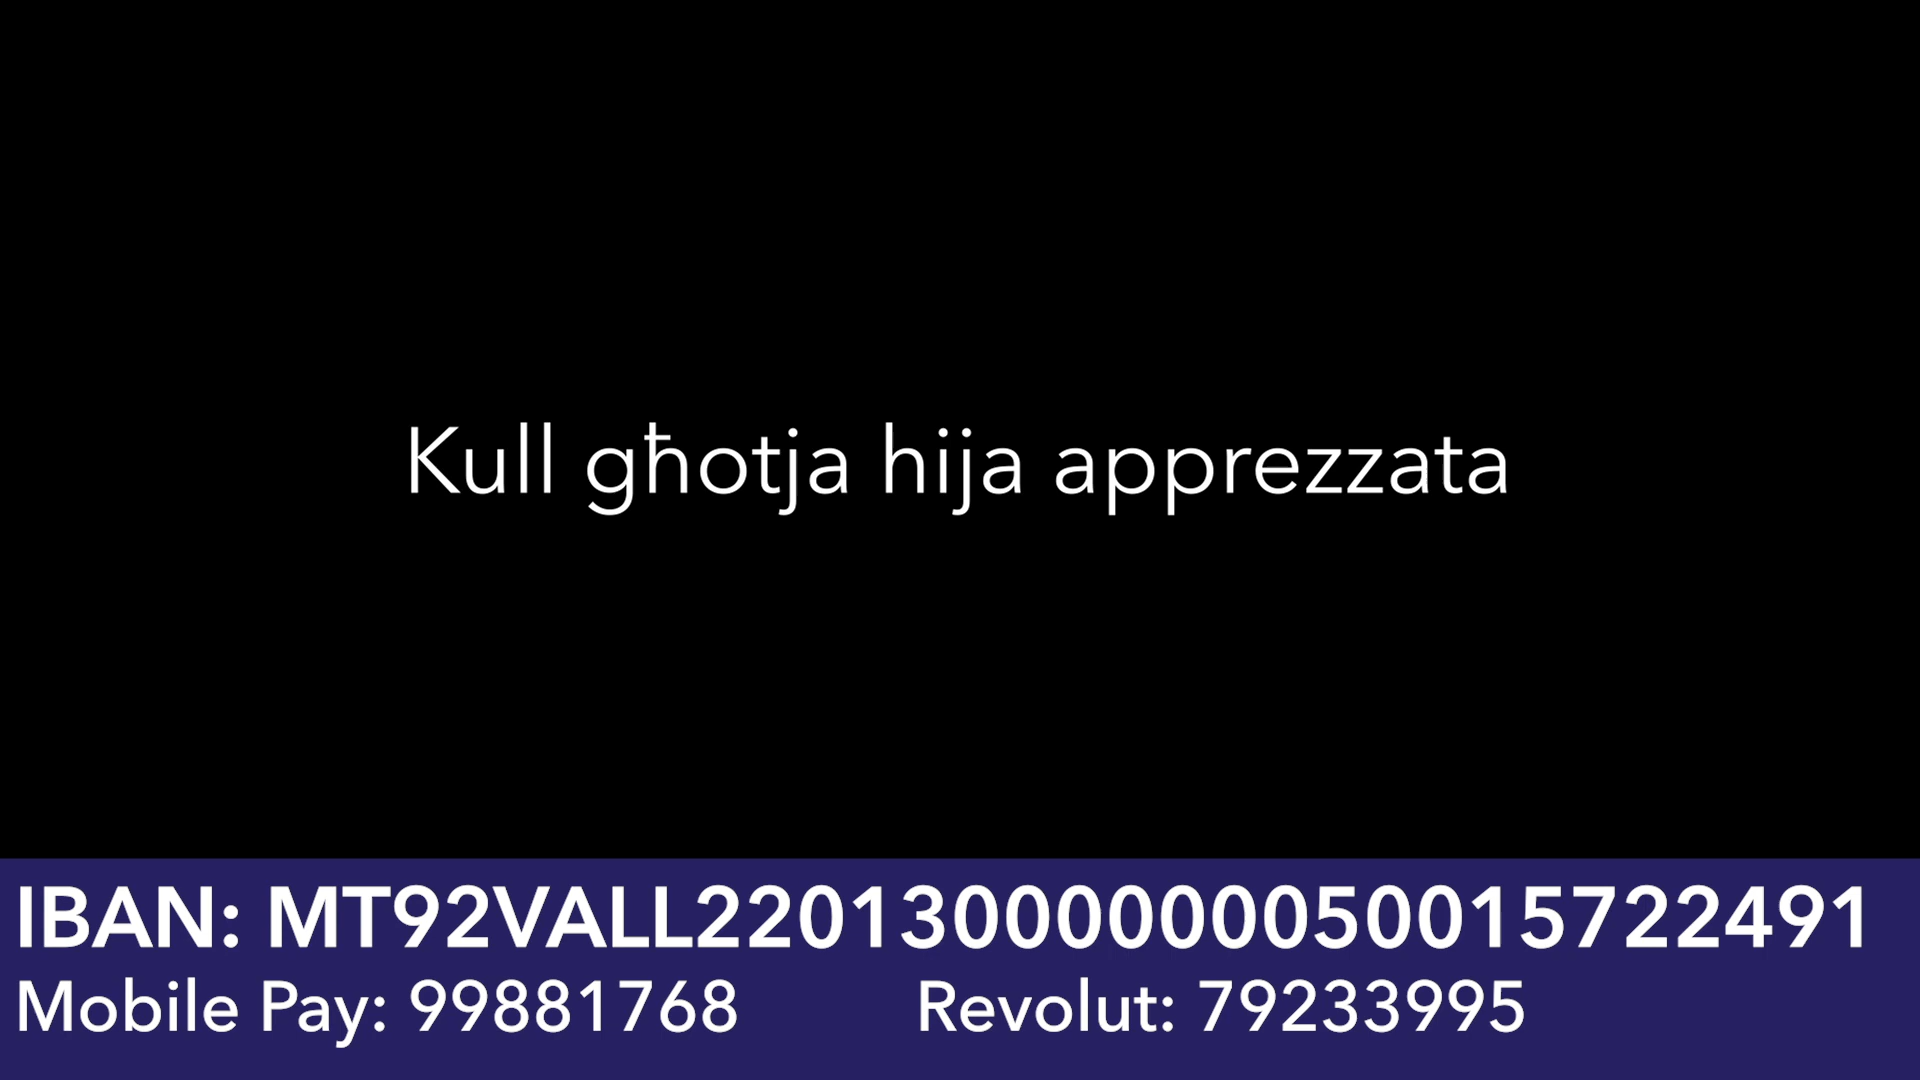 Kull għotja hija apprezzata
IBAN: MT92VALL22013000000050015722491
Mobile Pay: 99881768
Revolut: 79233995